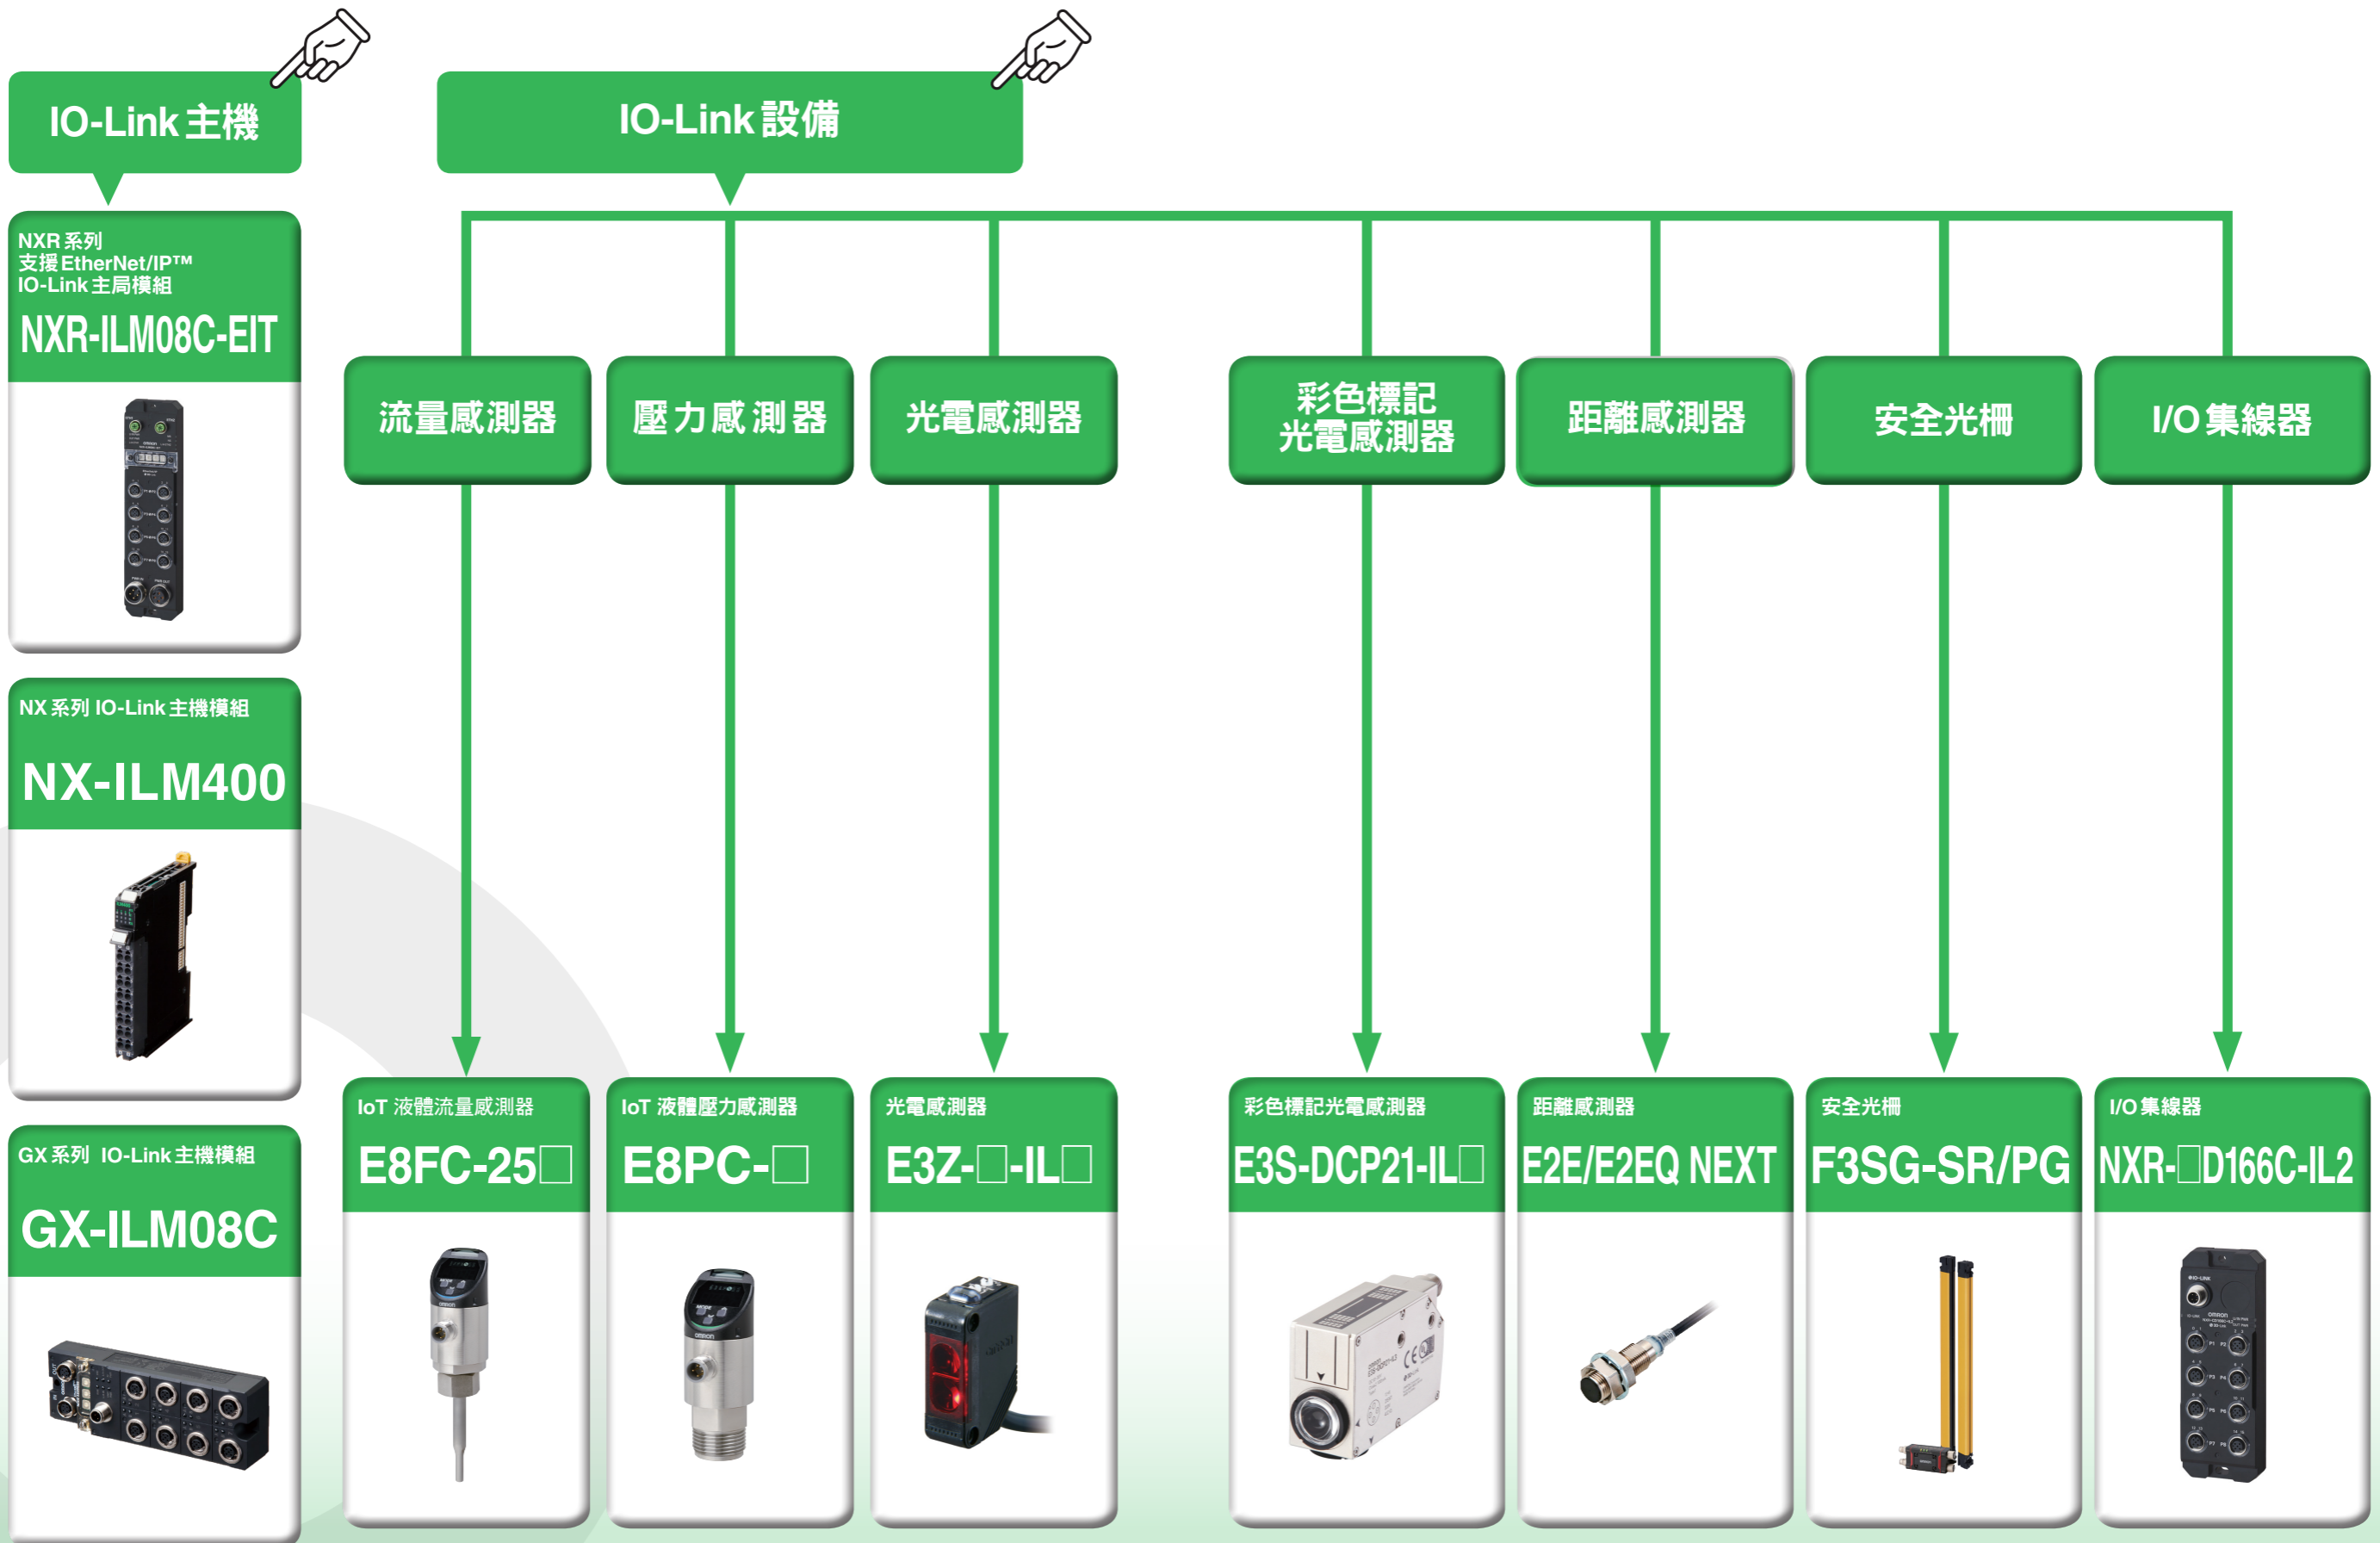 IO-Link主機
IO-Link設備
NXR系列
支援EtherNet/IP™
IO-Link主局模組
NXR-ILM08C-EIT
流量感測器
壓力感測器
光電感測器
彩色標記
光電感測器
距離感測器
安全光柵
I/O集線器
NX系列 IO-Link主機模組
NX-ILM400
GX系列 IO-Link主機模組
GX-ILM08C
IoT 液體流量感測器
E8FC-25□
IoT 液體壓力感測器
E8PC-□
光電感測器
E3Z-□-IL□
彩色標記光電感測器
E3S-DCP21-IL□
距離感測器
E2E/E2EQ NEXT
安全光柵
F3SG-SR/PG
I/O集線器
NXR-□D166C-IL2